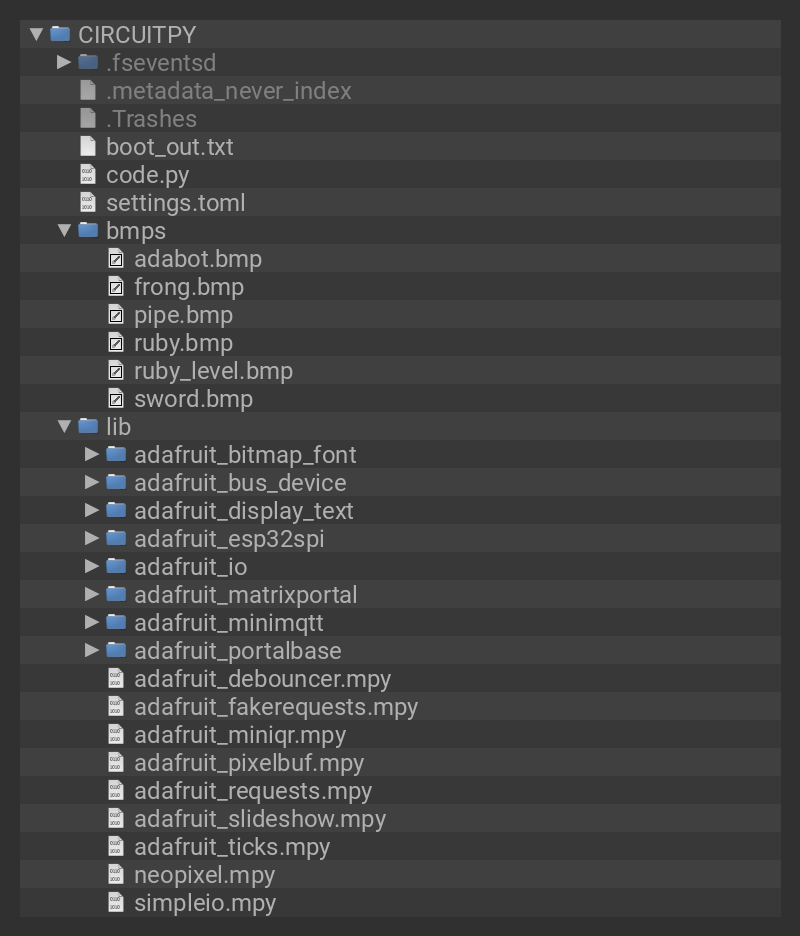 CIRCUITPY
.fseventsd
.metadata_never_index
.Trashes
boot_out.txt
code.py
settings.toml
bmps
adabot.bmp
frong.bmp
pipe.bmp
ruby.bmp
ruby_level.bmp
sword.bmp
lib
adafruit_bitmap_font
adafruit_bus_device
adafruit_display_text
adafruit_esp32spi
adafruit_io
adafruit_matrixportal
adafruit_minimqtt
adafruit_portalbase
adafruit_debouncer.mpy
adafruit_fakerequests.mpy
adafruit_miniqr.mpy
adafruit_pixelbuf.mpy
adafruit_requests.mpy
adafruit_slideshow.mpy
adafruit_ticks.mpy
neopixel.mpy
simpleio.mpy